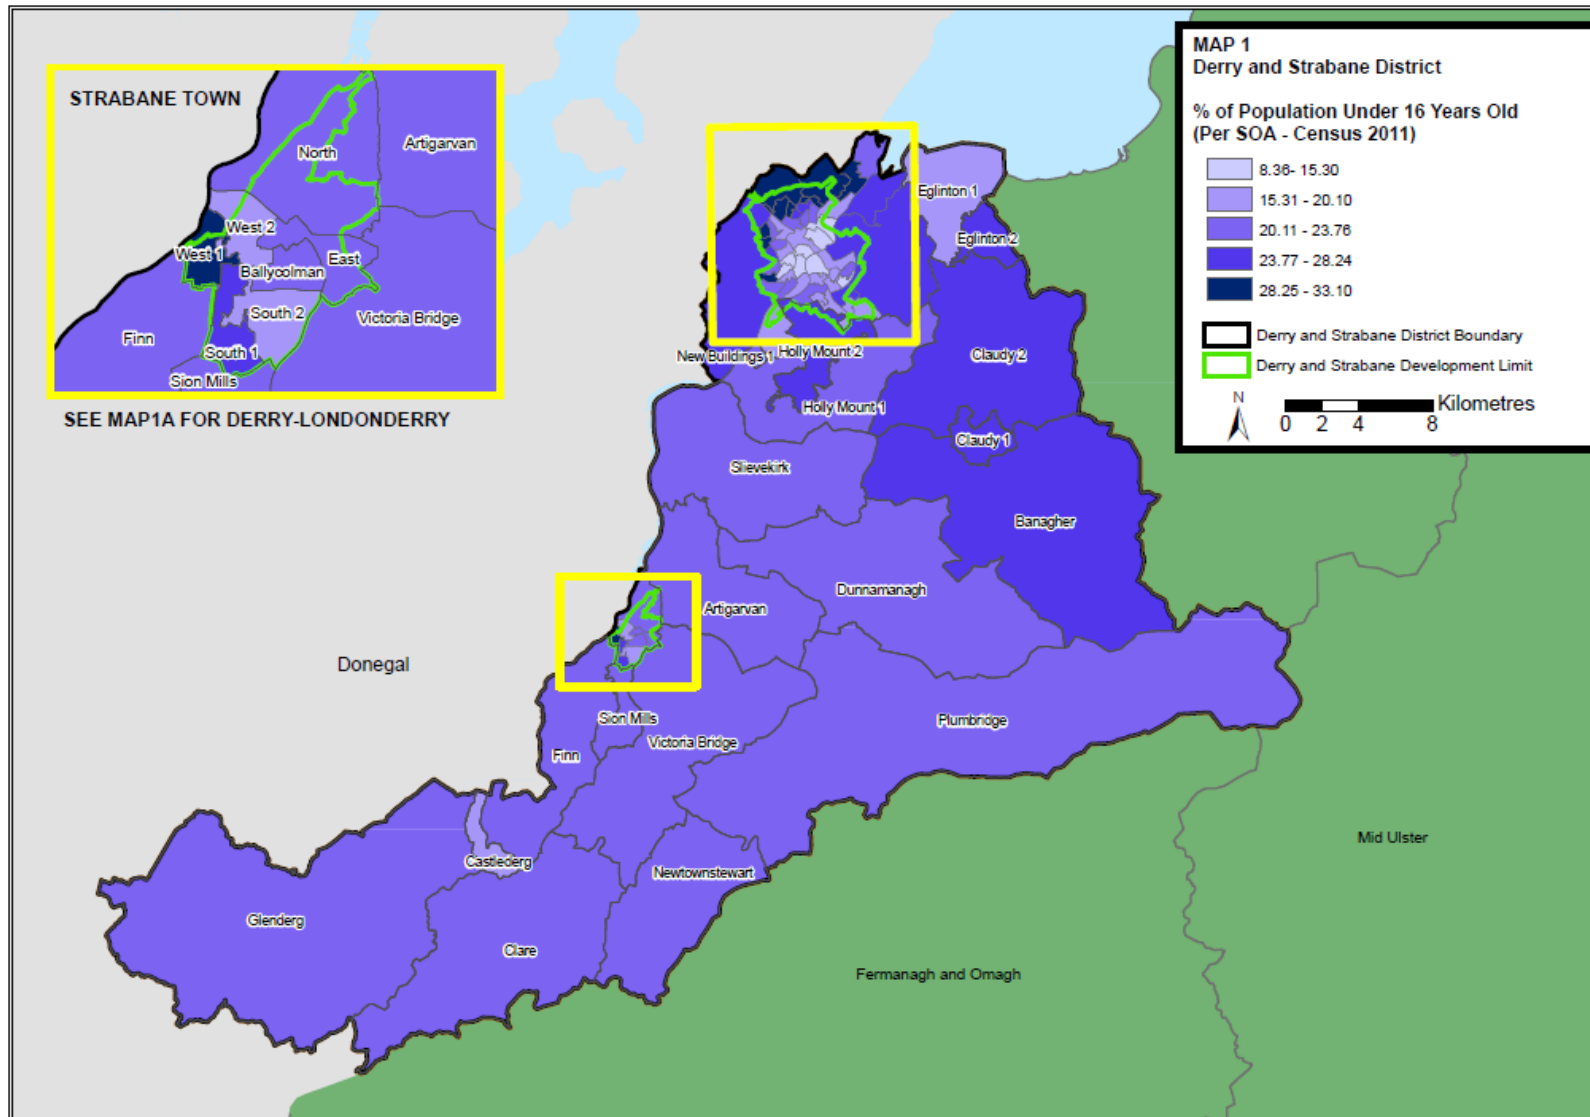 MAP 1
Derry and Strabane District
% of Population Under 16 Years Old
(Per SOA - Census 2011)
8.36- 15.30
15.31 - 20.10
20.11 - 23.76
23.77 - 28.24
28.25 - 33.10
Derry and Strabane District Boundary
Derry and Strabane Development Limit
N
Kilometres
0 2 4 8
STRABANE TOWN
North
Artigarvan
West 2
West 1
Ballycolman
East
South 2
Victoria Bridge
Finn
South 1
Sion Mills
SEE MAP1A FOR DERRY-LONDONDERRY
Eglinton 1
Eglinton 2
New Buildings 1
Holly Mount 2
Claudy 2
Holly Mount 1
Claudy 1
Slievekirk
Banagher
Dunnamanagh
Artigarvan
Donegal
Sion Mills
Plumbridge
Victoria Bridge
Finn
Mid Ulster
Castlederg
Newtownstewart
Glenderg
Clare
Fermanagh and Omagh